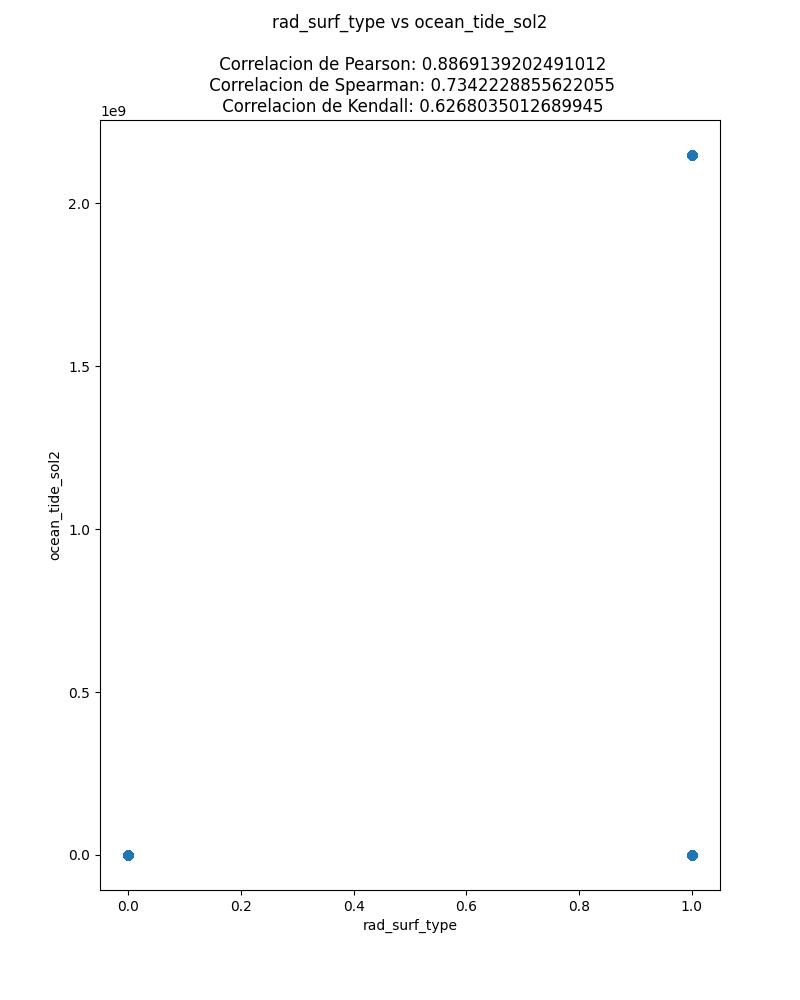 rad_surf_type vs ocean_tide_sol2
Correlacion de Pearson: 0.8869139202491012
Correlacion de Spearman: 0.7342228855622055
Correlacion de Kendall: 0.6268035012689945
1e9
2.0
1.5
1.0
0.5
0.0
ocean_tide_sol2
0.0 0.2 0.4 0.6 0.8 1.0
rad_surf_type